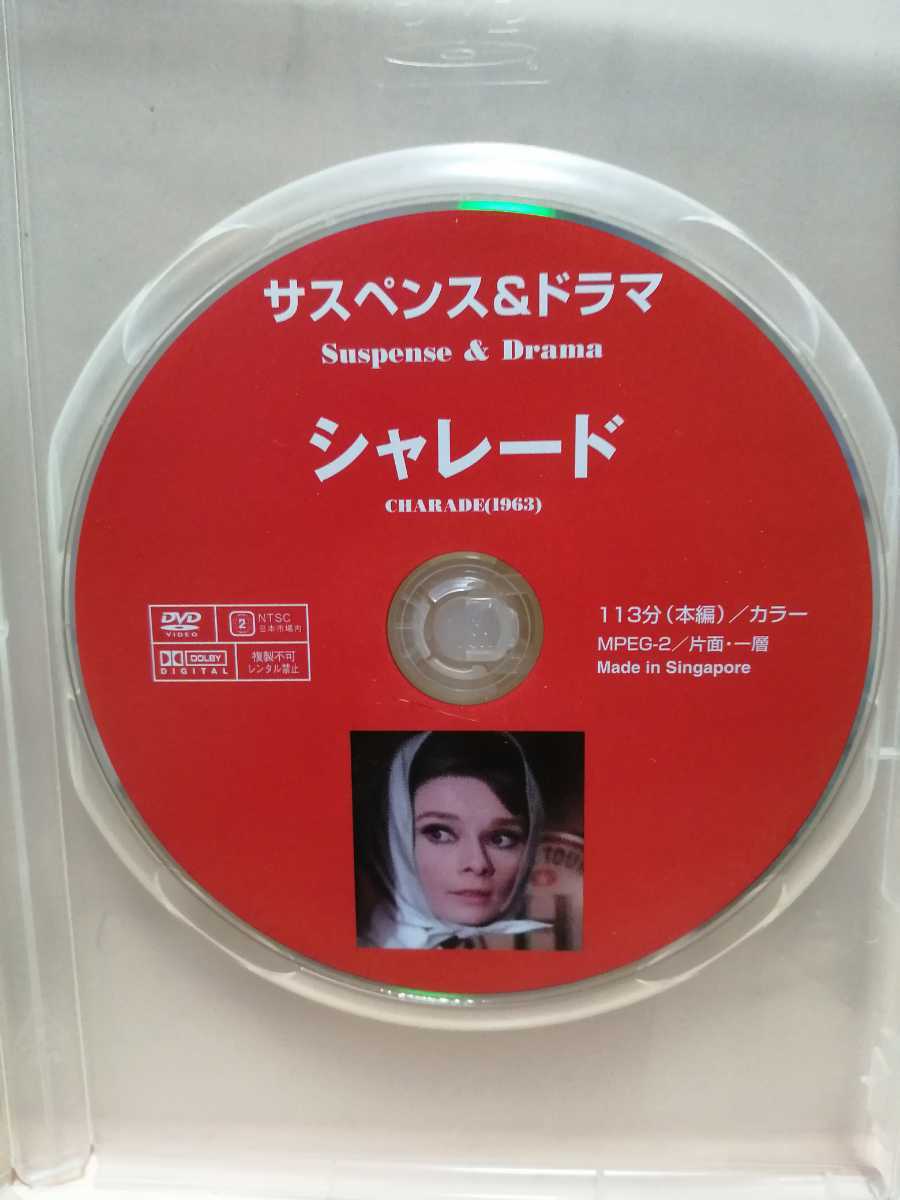 サスペンス&ドラマ
Suspense & Drama
シャレード
CHARADE(1963)
DVD
VIDEO
2
NTSC
日本市場内
DOLBY
DIGITAL
複製不可
レンタル禁止
113分(本編)/カラー
MPEG-2/片面・一層
Made in Singapore
TOU